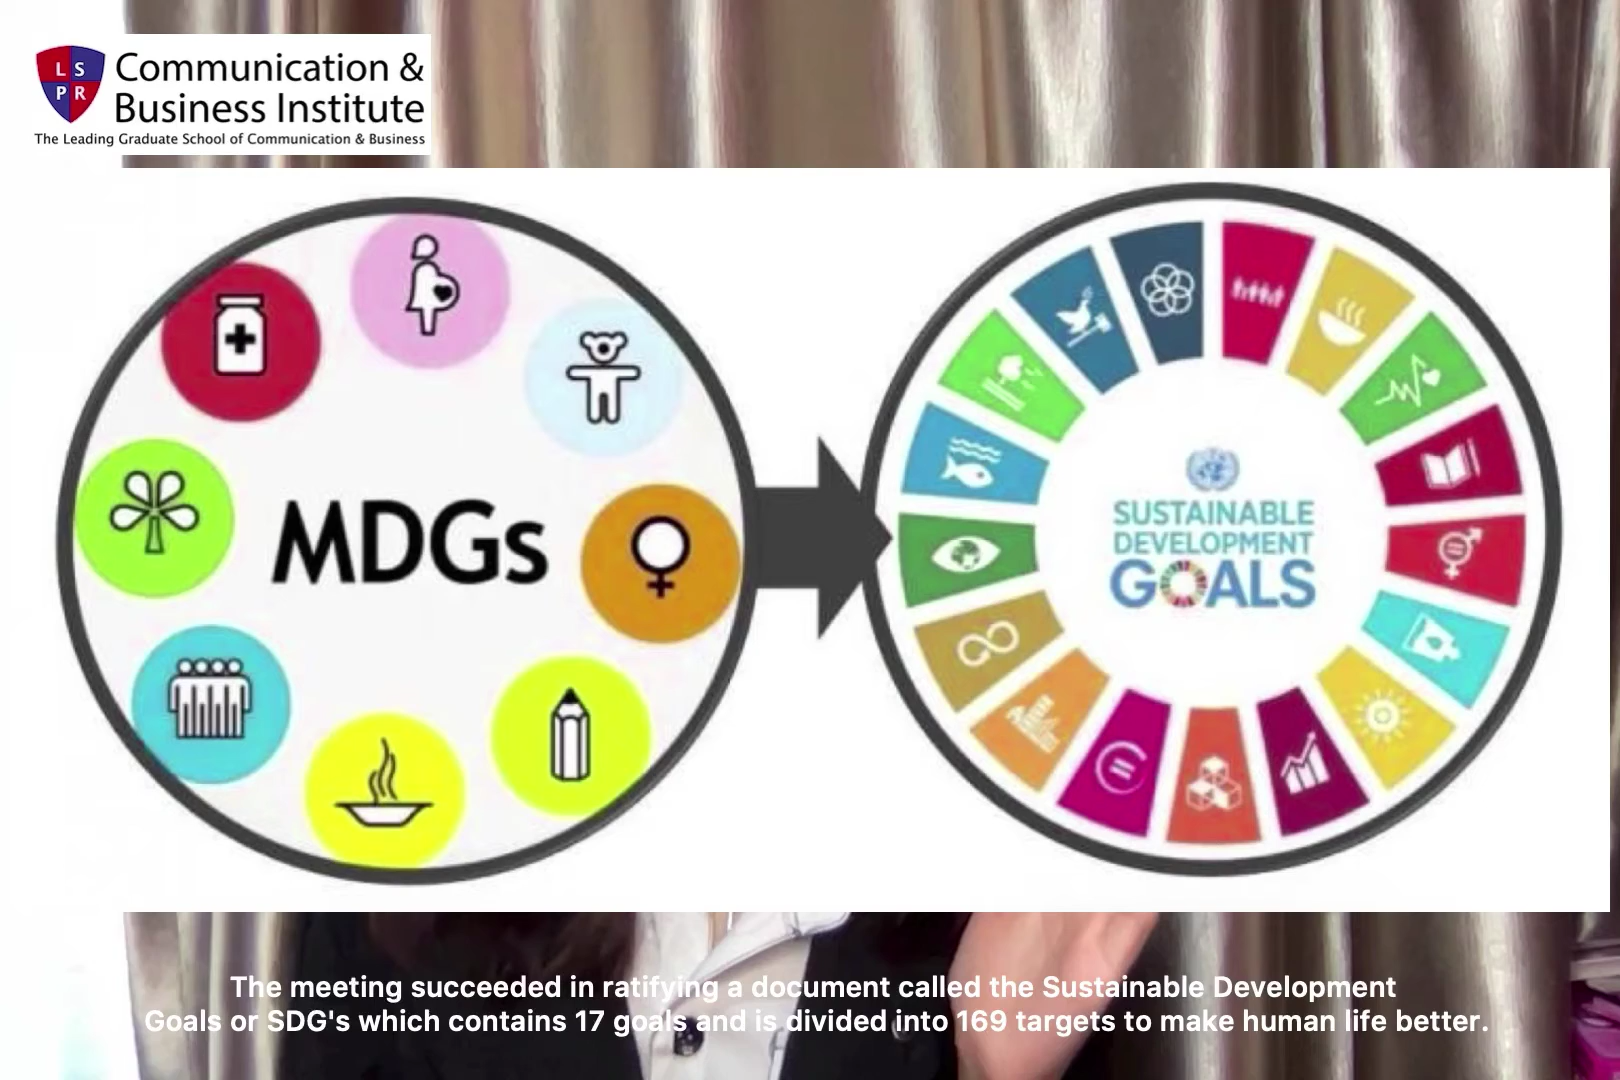 L S
P R
Communication &
Business Institute
The Leading Graduate School of Communication & Business
MDGs
SUSTAINABLE
DEVELOPMENT
GOALS
The meeting succeeded in ratifying a document called the Sustainable Development
Goals or SDG's which contains 17 goals and is divided into 169 targets to make human life better.